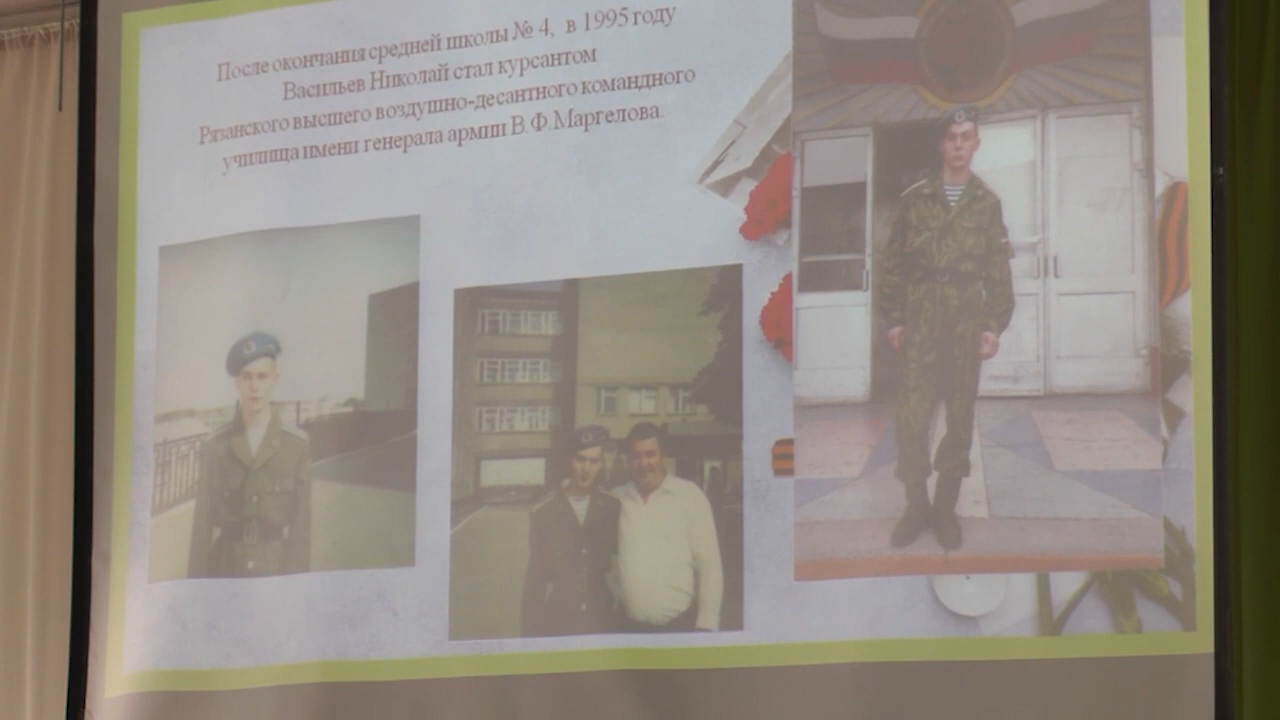 После окончания средней школы № 4, в 1995 году
Васильев Николай стал курсантом
Рязанского высшего воздушно-десантного командного
училища имени генерала армии В.Ф.Маргелова.